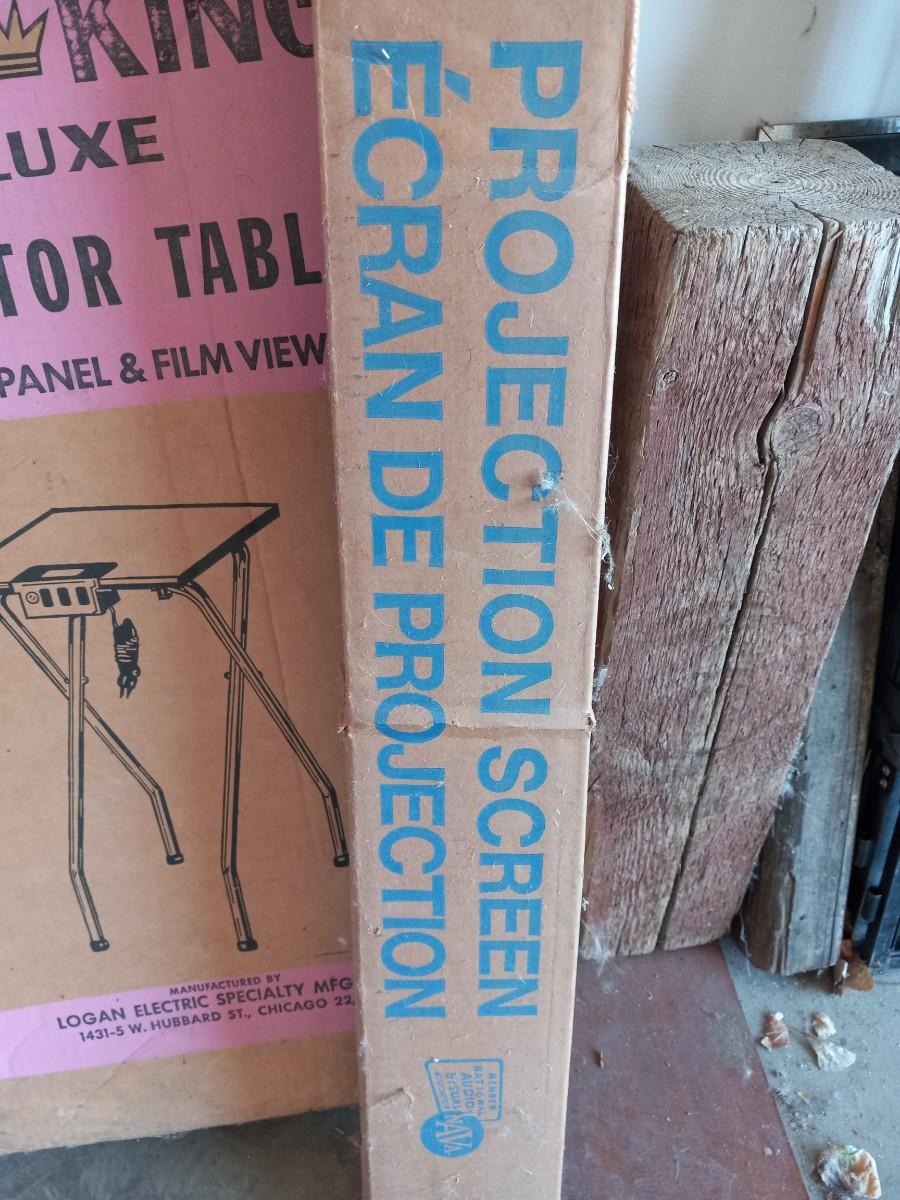 KING
LUXE
TOR TABL
PANEL & FILM VIEW
MANUFACTURED BY
LOGAN ELECTRIC SPECIALTY MFG
1431-5 W. HUBBARD ST., CHICAGO 22,
PROJECTION SCREEN
ÉCRAN DE PROJECTION
MEMBER
NATIONAL
AUDIO-
VISUAL
ASSOCIATION
NAVA